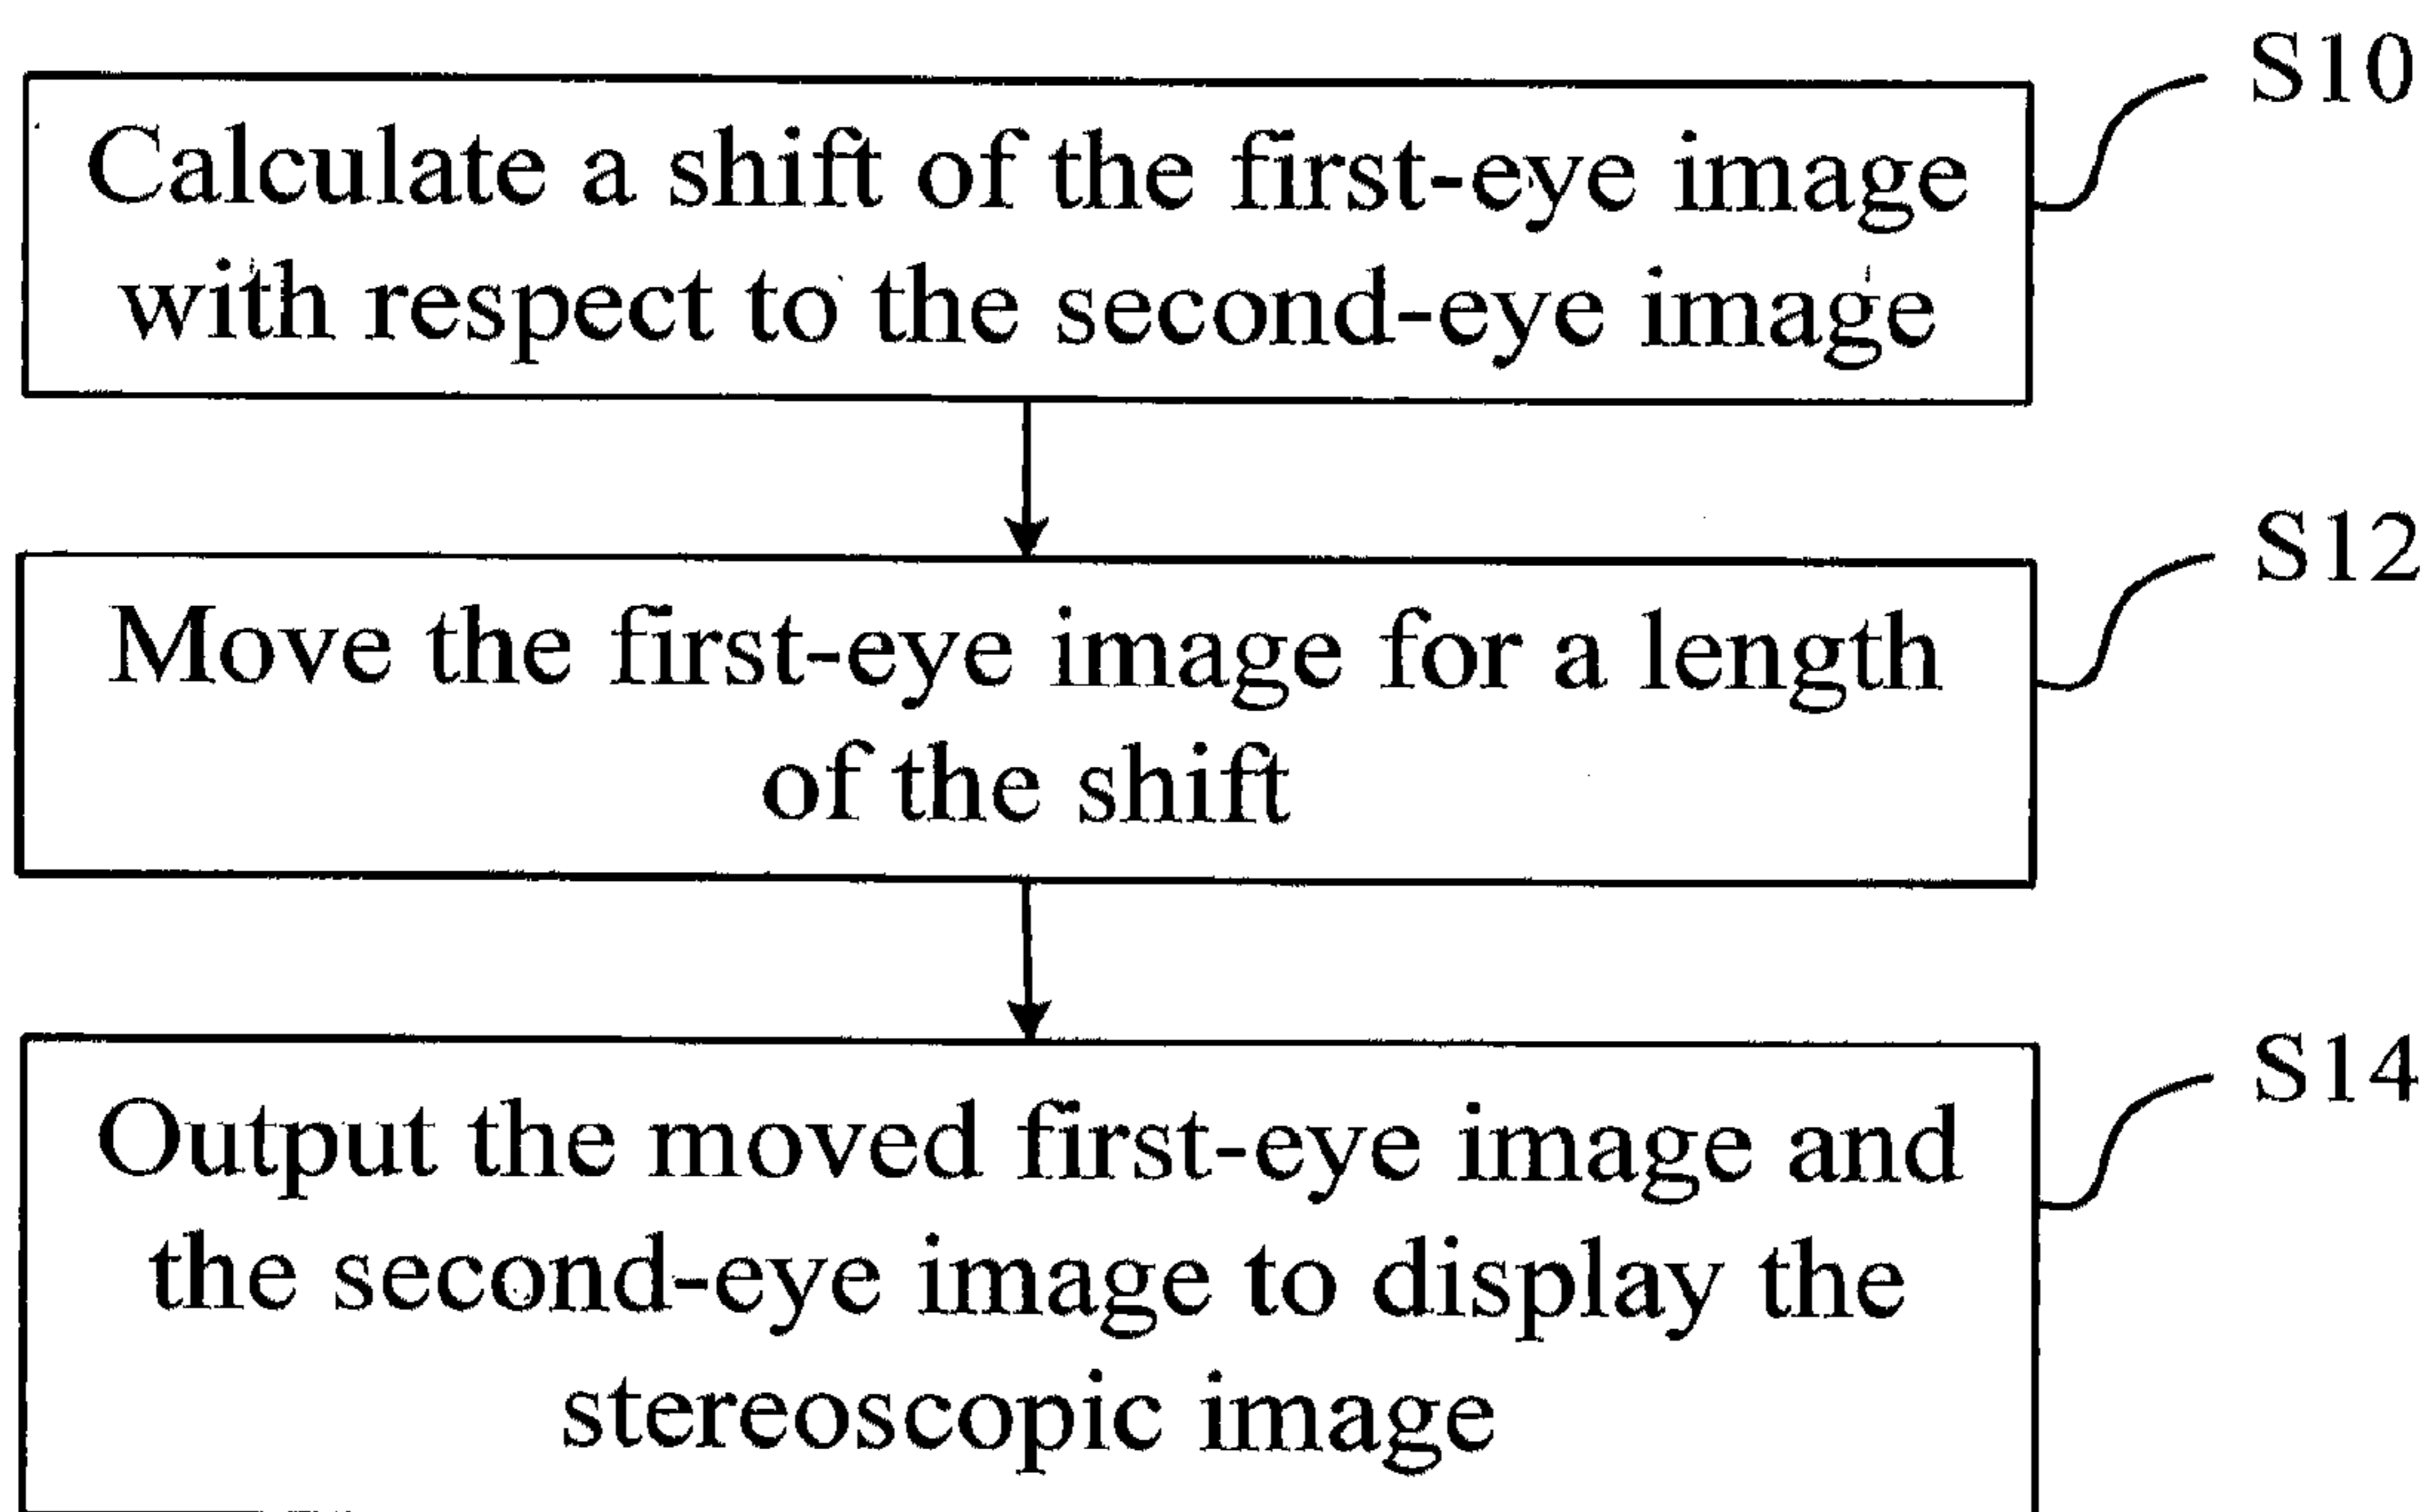 S10
Calculate a shift of the first-eye image
with respect to the second-eye image
S12
Move the first-eye image for a length
of the shift
S14
Output the moved first-eye image and
the second-eye image to display the
stereoscopic image